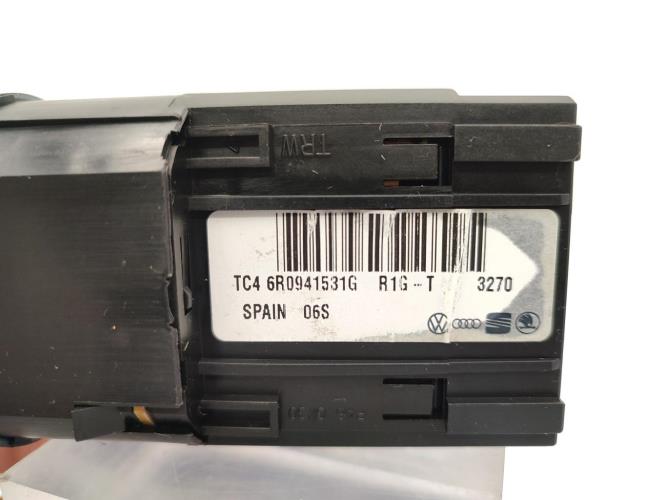 TRW
TC4 6R0941531G R1G-T 3270
SPAIN 06S